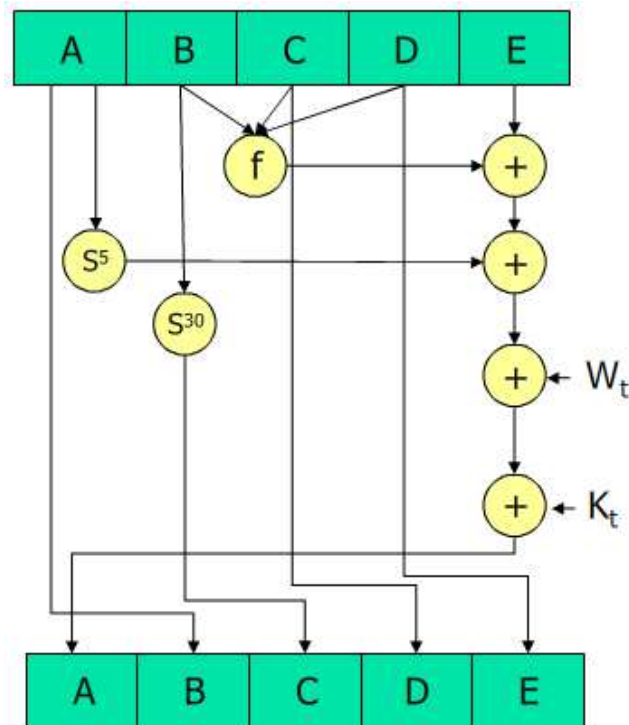 A B C D E
f +
S⁵ +
S³⁰
+ Wₜ
+ Kₜ
A B C D E